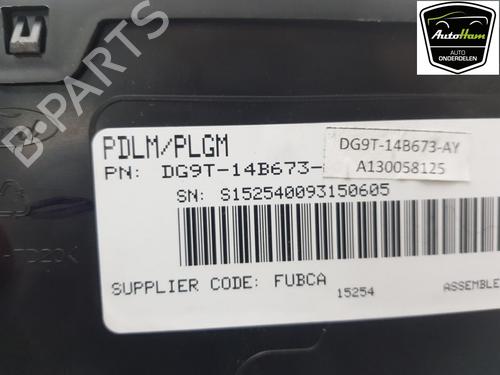 AutoHam
AUTO
ONDERDELEN
B-PARTS
PDLM/PLGM
PN: DG9T-14B673-
DG9T-14B673-AY
A130058125
SN: S152540093150605
SUPPLIER CODE: FUBCA
15254
ASSEMBLE